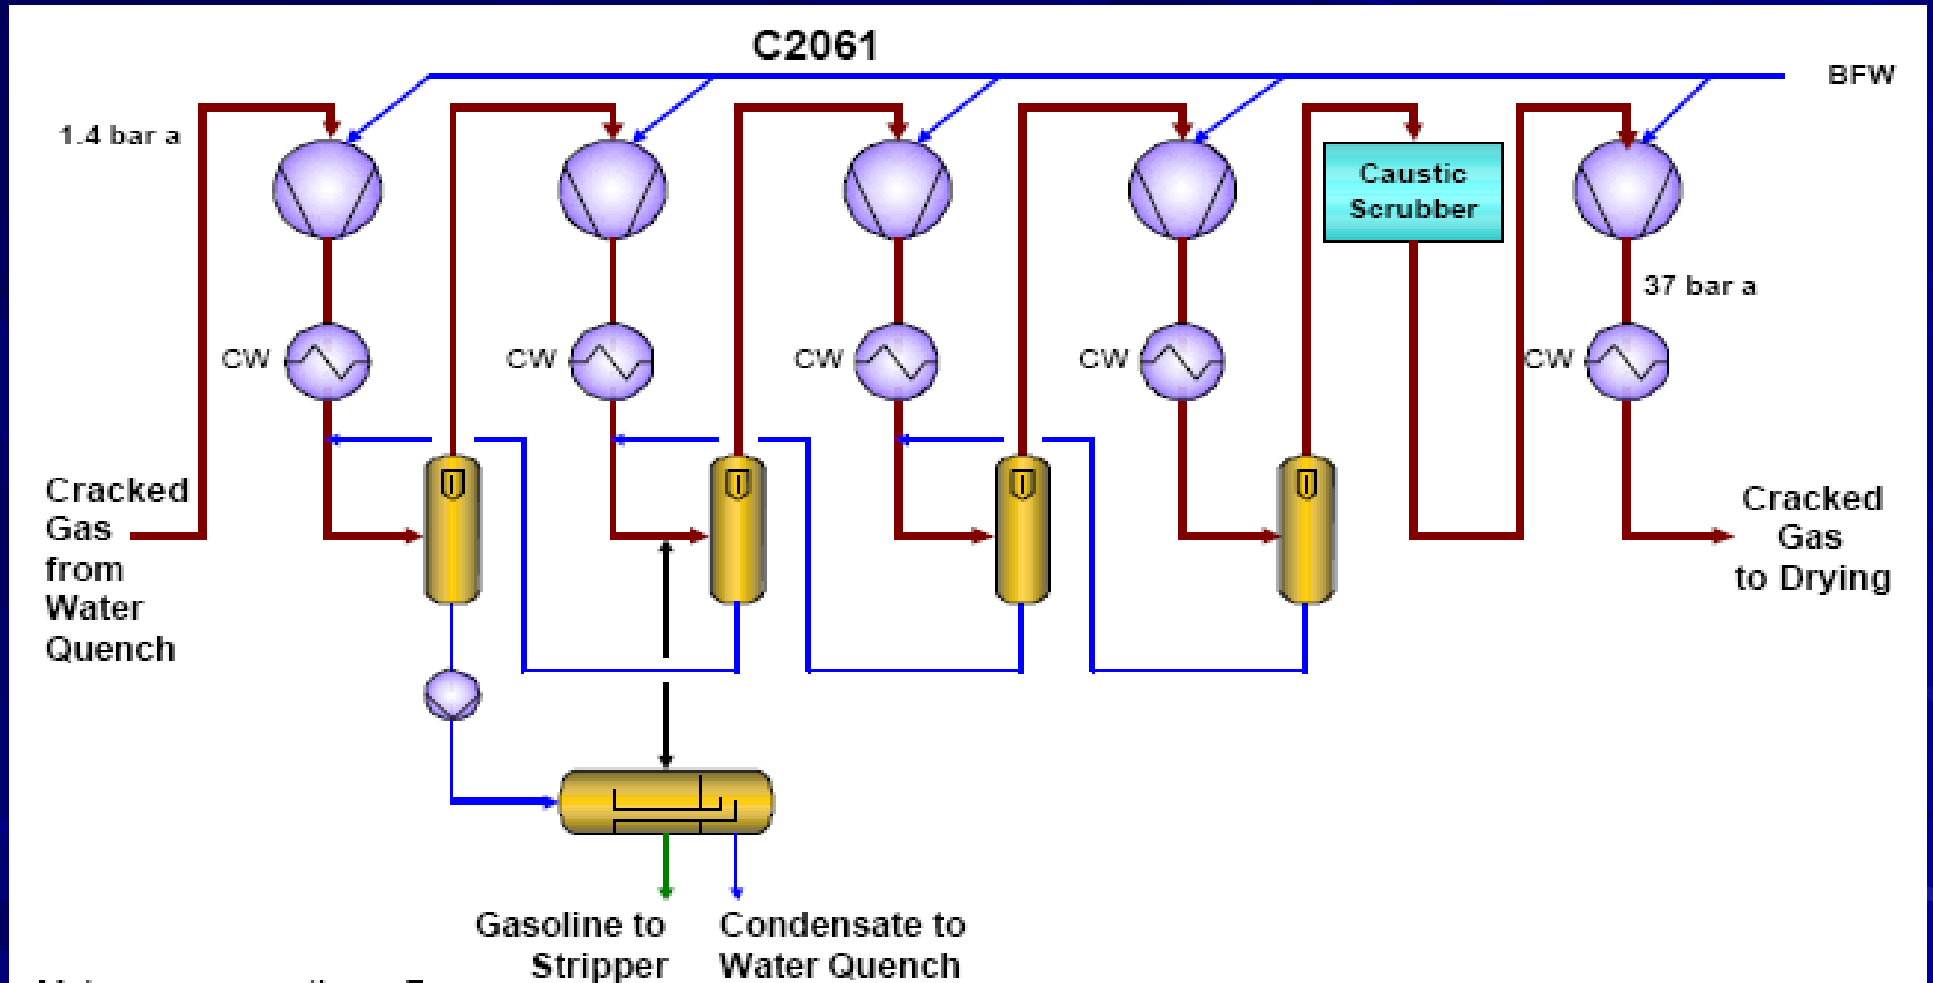 C2061
BFW
1.4 bar a
Caustic
Scrubber
37 bar a
CW
CW
CW
CW
CW
Cracked
Gas
from
Water
Quench
Cracked
Gas
to Drying
Gasoline to
Stripper
Condensate to
Water Quench